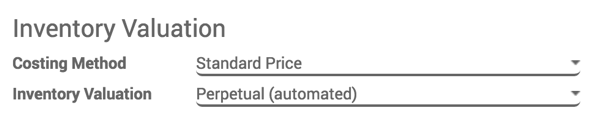 Inventory Valuation
Costing Method Standard Price
Inventory Valuation Perpetual (automated)